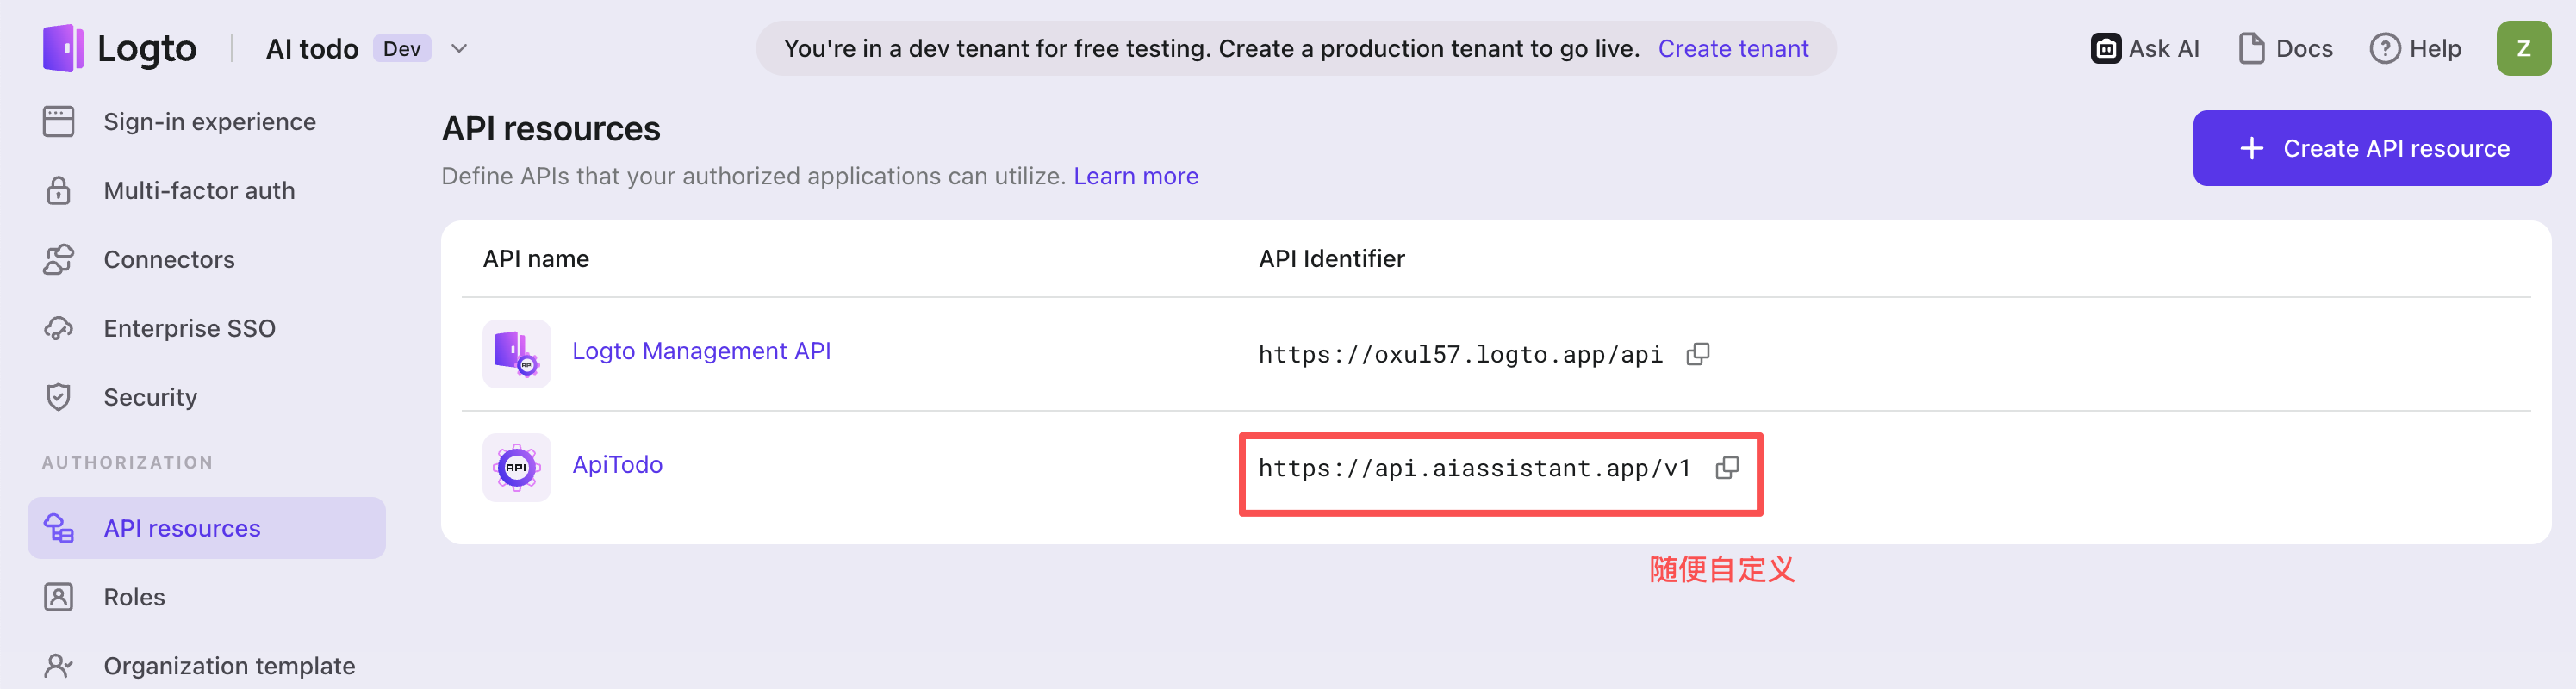 Logto
AI todo Dev
You're in a dev tenant for free testing. Create a production tenant to go live. Create tenant
Ask AI
Docs
Help
Z
Sign-in experience
Multi-factor auth
Connectors
Enterprise SSO
Security
AUTHORIZATION
API resources
Roles
Organization template
API resources
Define APIs that your authorized applications can utilize. Learn more
+ Create API resource
API name API Identifier
API
Logto Management API https://oxul57.logto.app/api
API
ApiTodo https://api.aiassistant.app/v1
随便自定义